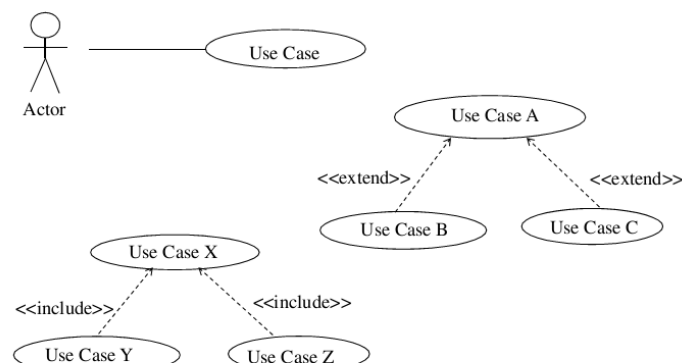 Use Case
Actor
Use Case A
<<extend>>
<<extend>>
Use Case B
Use Case C
Use Case X
<<include>>
<<include>>
Use Case Y
Use Case Z